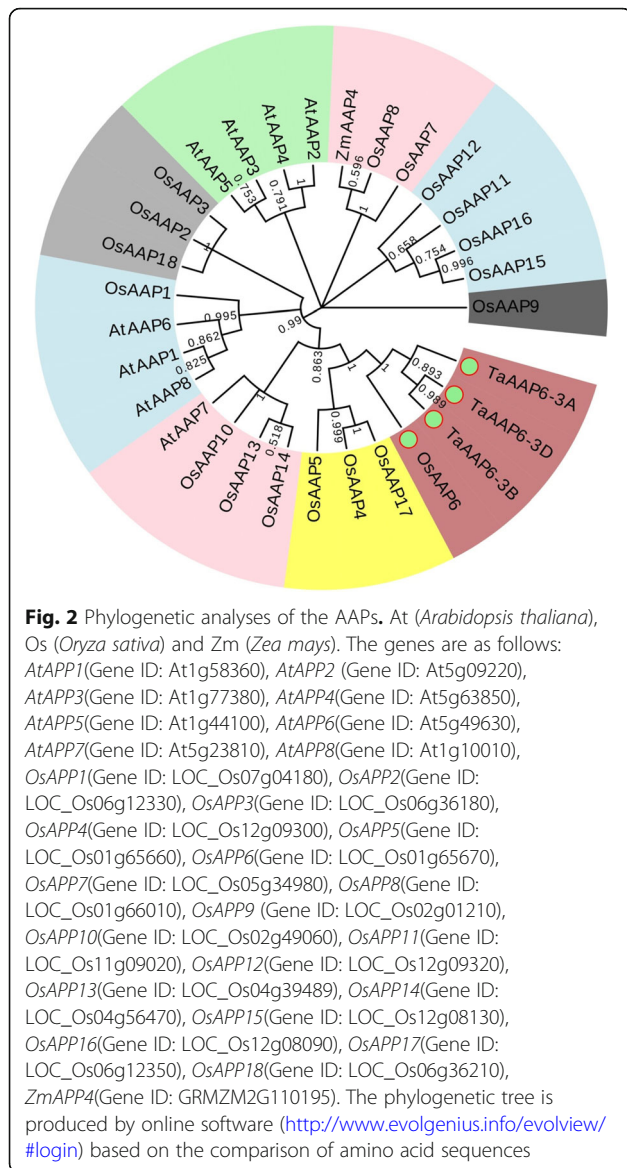 AtAAP5
AtAAP3
AtAAP4
AtAAP2
ZmAAP4
OsAAP8
OsAAP7
OsAAP12
OsAAP11
OsAAP16
OsAAP15
OsAAP9
TaAAP6-3A
TaAAP6-3D
TaAAP6-3B
OsAAP6
OsAAP17
OsAAP4
OsAAP5
OsAAP14
OsAAP13
OsAAP10
AtAAP7
AtAAP8
AtAAP1
AtAAP6
OsAAP1
OsAAP18
OsAAP2
OsAAP3
0.753
0.791
1
0.596
1
0.658
0.754
0.996
1
0.99
0.995
0.862
0.825
0.863
1
0.518
0.999
1
1
1
0.893
0.989
Fig. 2 Phylogenetic analyses of the AAPs. At (Arabidopsis thaliana),
Os (Oryza sativa) and Zm (Zea mays). The genes are as follows:
AtAPP1(Gene ID: At1g58360), AtAPP2 (Gene ID: At5g09220),
AtAPP3(Gene ID: At1g77380), AtAPP4(Gene ID: At5g63850),
AtAPP5(Gene ID: At1g44100), AtAPP6(Gene ID: At5g49630),
AtAPP7(Gene ID: At5g23810), AtAPP8(Gene ID: At1g10010),
OsAPP1(Gene ID: LOC_Os07g04180), OsAPP2(Gene ID:
LOC_Os06g12330), OsAPP3(Gene ID: LOC_Os06g36180),
OsAPP4(Gene ID: LOC_Os12g09300), OsAPP5(Gene ID:
LOC_Os01g65660), OsAPP6(Gene ID: LOC_Os01g65670),
OsAPP7(Gene ID: LOC_Os05g34980), OsAPP8(Gene ID:
LOC_Os01g66010), OsAPP9 (Gene ID: LOC_Os02g01210),
OsAPP10(Gene ID: LOC_Os02g49060), OsAPP11(Gene ID:
LOC_Os11g09020), OsAPP12(Gene ID: LOC_Os12g09320),
OsAPP13(Gene ID: LOC_Os04g39489), OsAPP14(Gene ID:
LOC_Os04g56470), OsAPP15(Gene ID: LOC_Os12g08130),
OsAPP16(Gene ID: LOC_Os12g08090), OsAPP17(Gene ID:
LOC_Os06g12350), OsAPP18(Gene ID: LOC_Os06g36210),
ZmAPP4(Gene ID: GRMZM2G110195). The phylogenetic tree is
produced by online software (http://www.evolgenius.info/evolview/
#login) based on the comparison of amino acid sequences